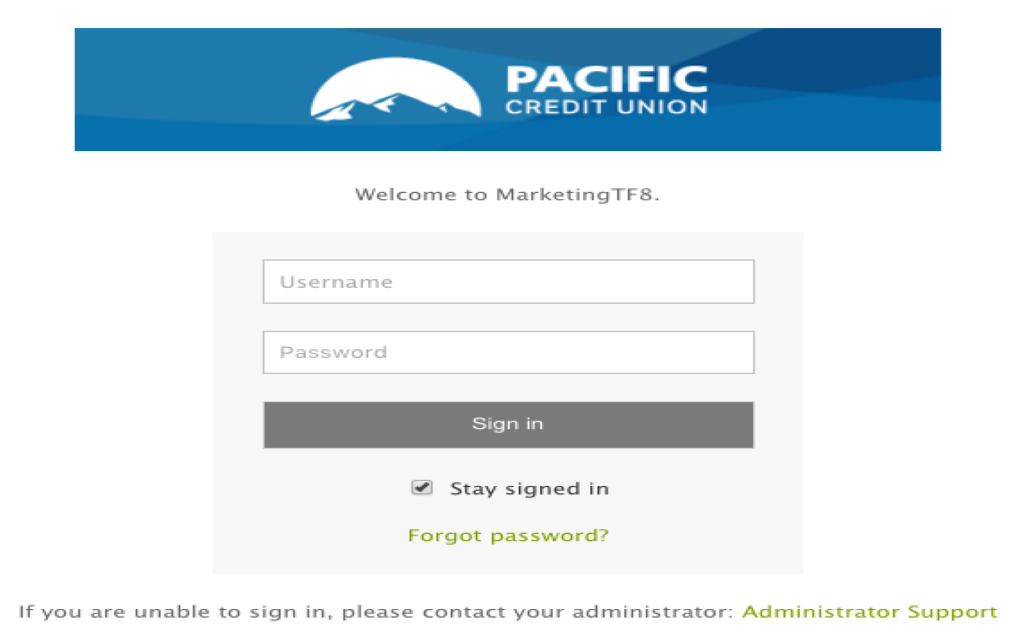 PACIFIC
CREDIT UNION
Welcome to MarketingTF8.
Username
Password
Sign in
Stay signed in
Forgot password?
If you are unable to sign in, please contact your administrator: Administrator Support